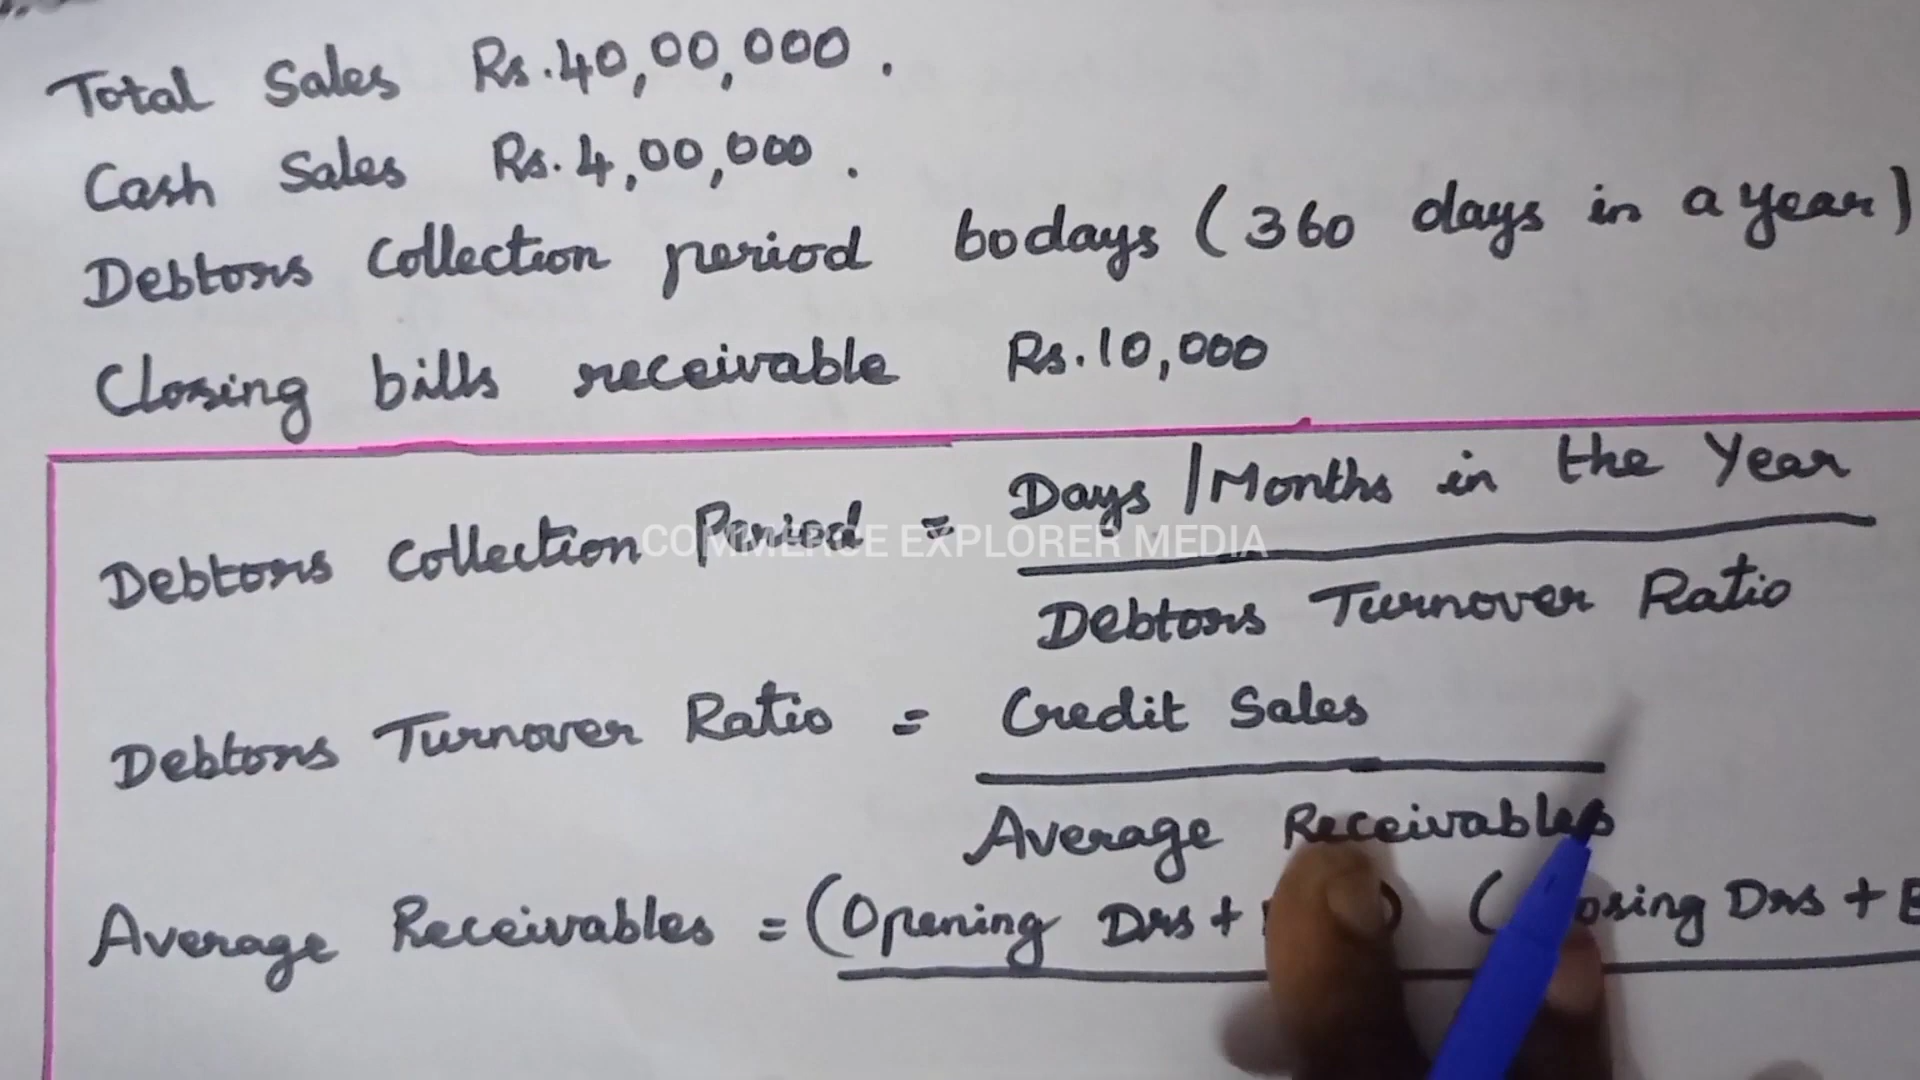 Total Sales Rs.40,00,000.
Cash Sales Rs.4,00,000.
Debtors Collection period 60days (360 days in a year)
Closing bills receivable Rs.10,000
Debtors Collection Period = Days/Months in the Year
Debtors Turnover Ratio
COMMERCE EXPLORER MEDIA
Debtors Turnover Ratio = Credit Sales
Average Receivables
Average Receivables = (Opening Drs + ) ( Drs +